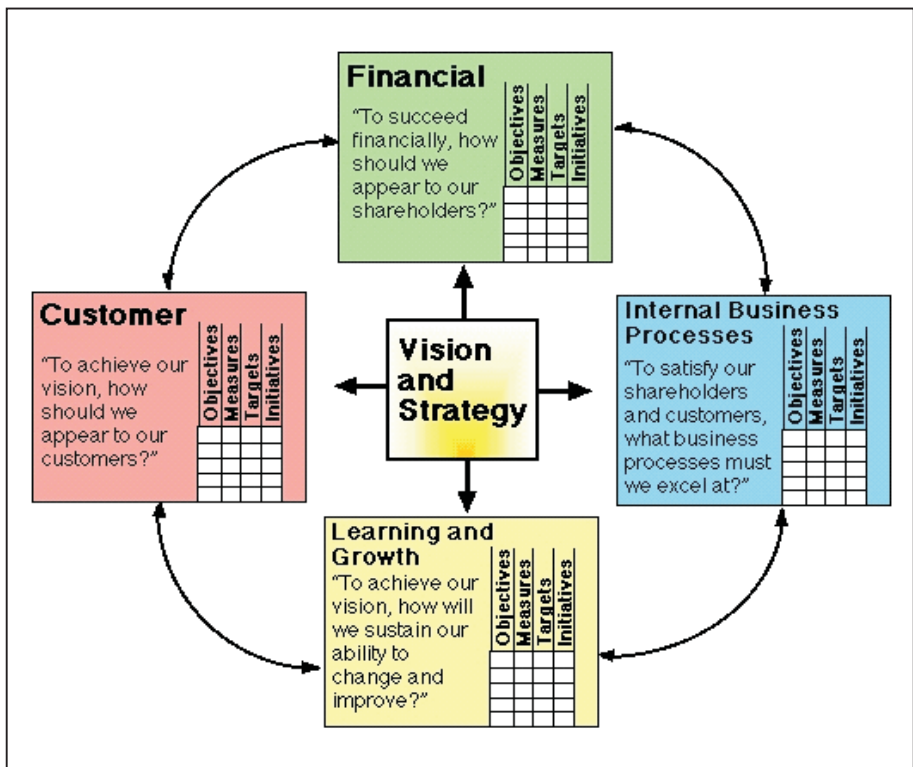 Financial
“To succeed
financially, how
should we
appear to our
shareholders?”
Objectives
Measures
Targets
Initiatives
Customer
“To achieve our
vision, how
should we
appear to our
customers?”
Objectives
Measures
Targets
Initiatives
Vision
and
Strategy
Internal Business
Processes
“To satisfy our
shareholders
and customers,
what business
processes must
we excel at?”
Objectives
Measures
Targets
Initiatives
Learning and
Growth
“To achieve our
vision, how will
we sustain our
ability to
change and
improve?”
Objectives
Measures
Targets
Initiatives